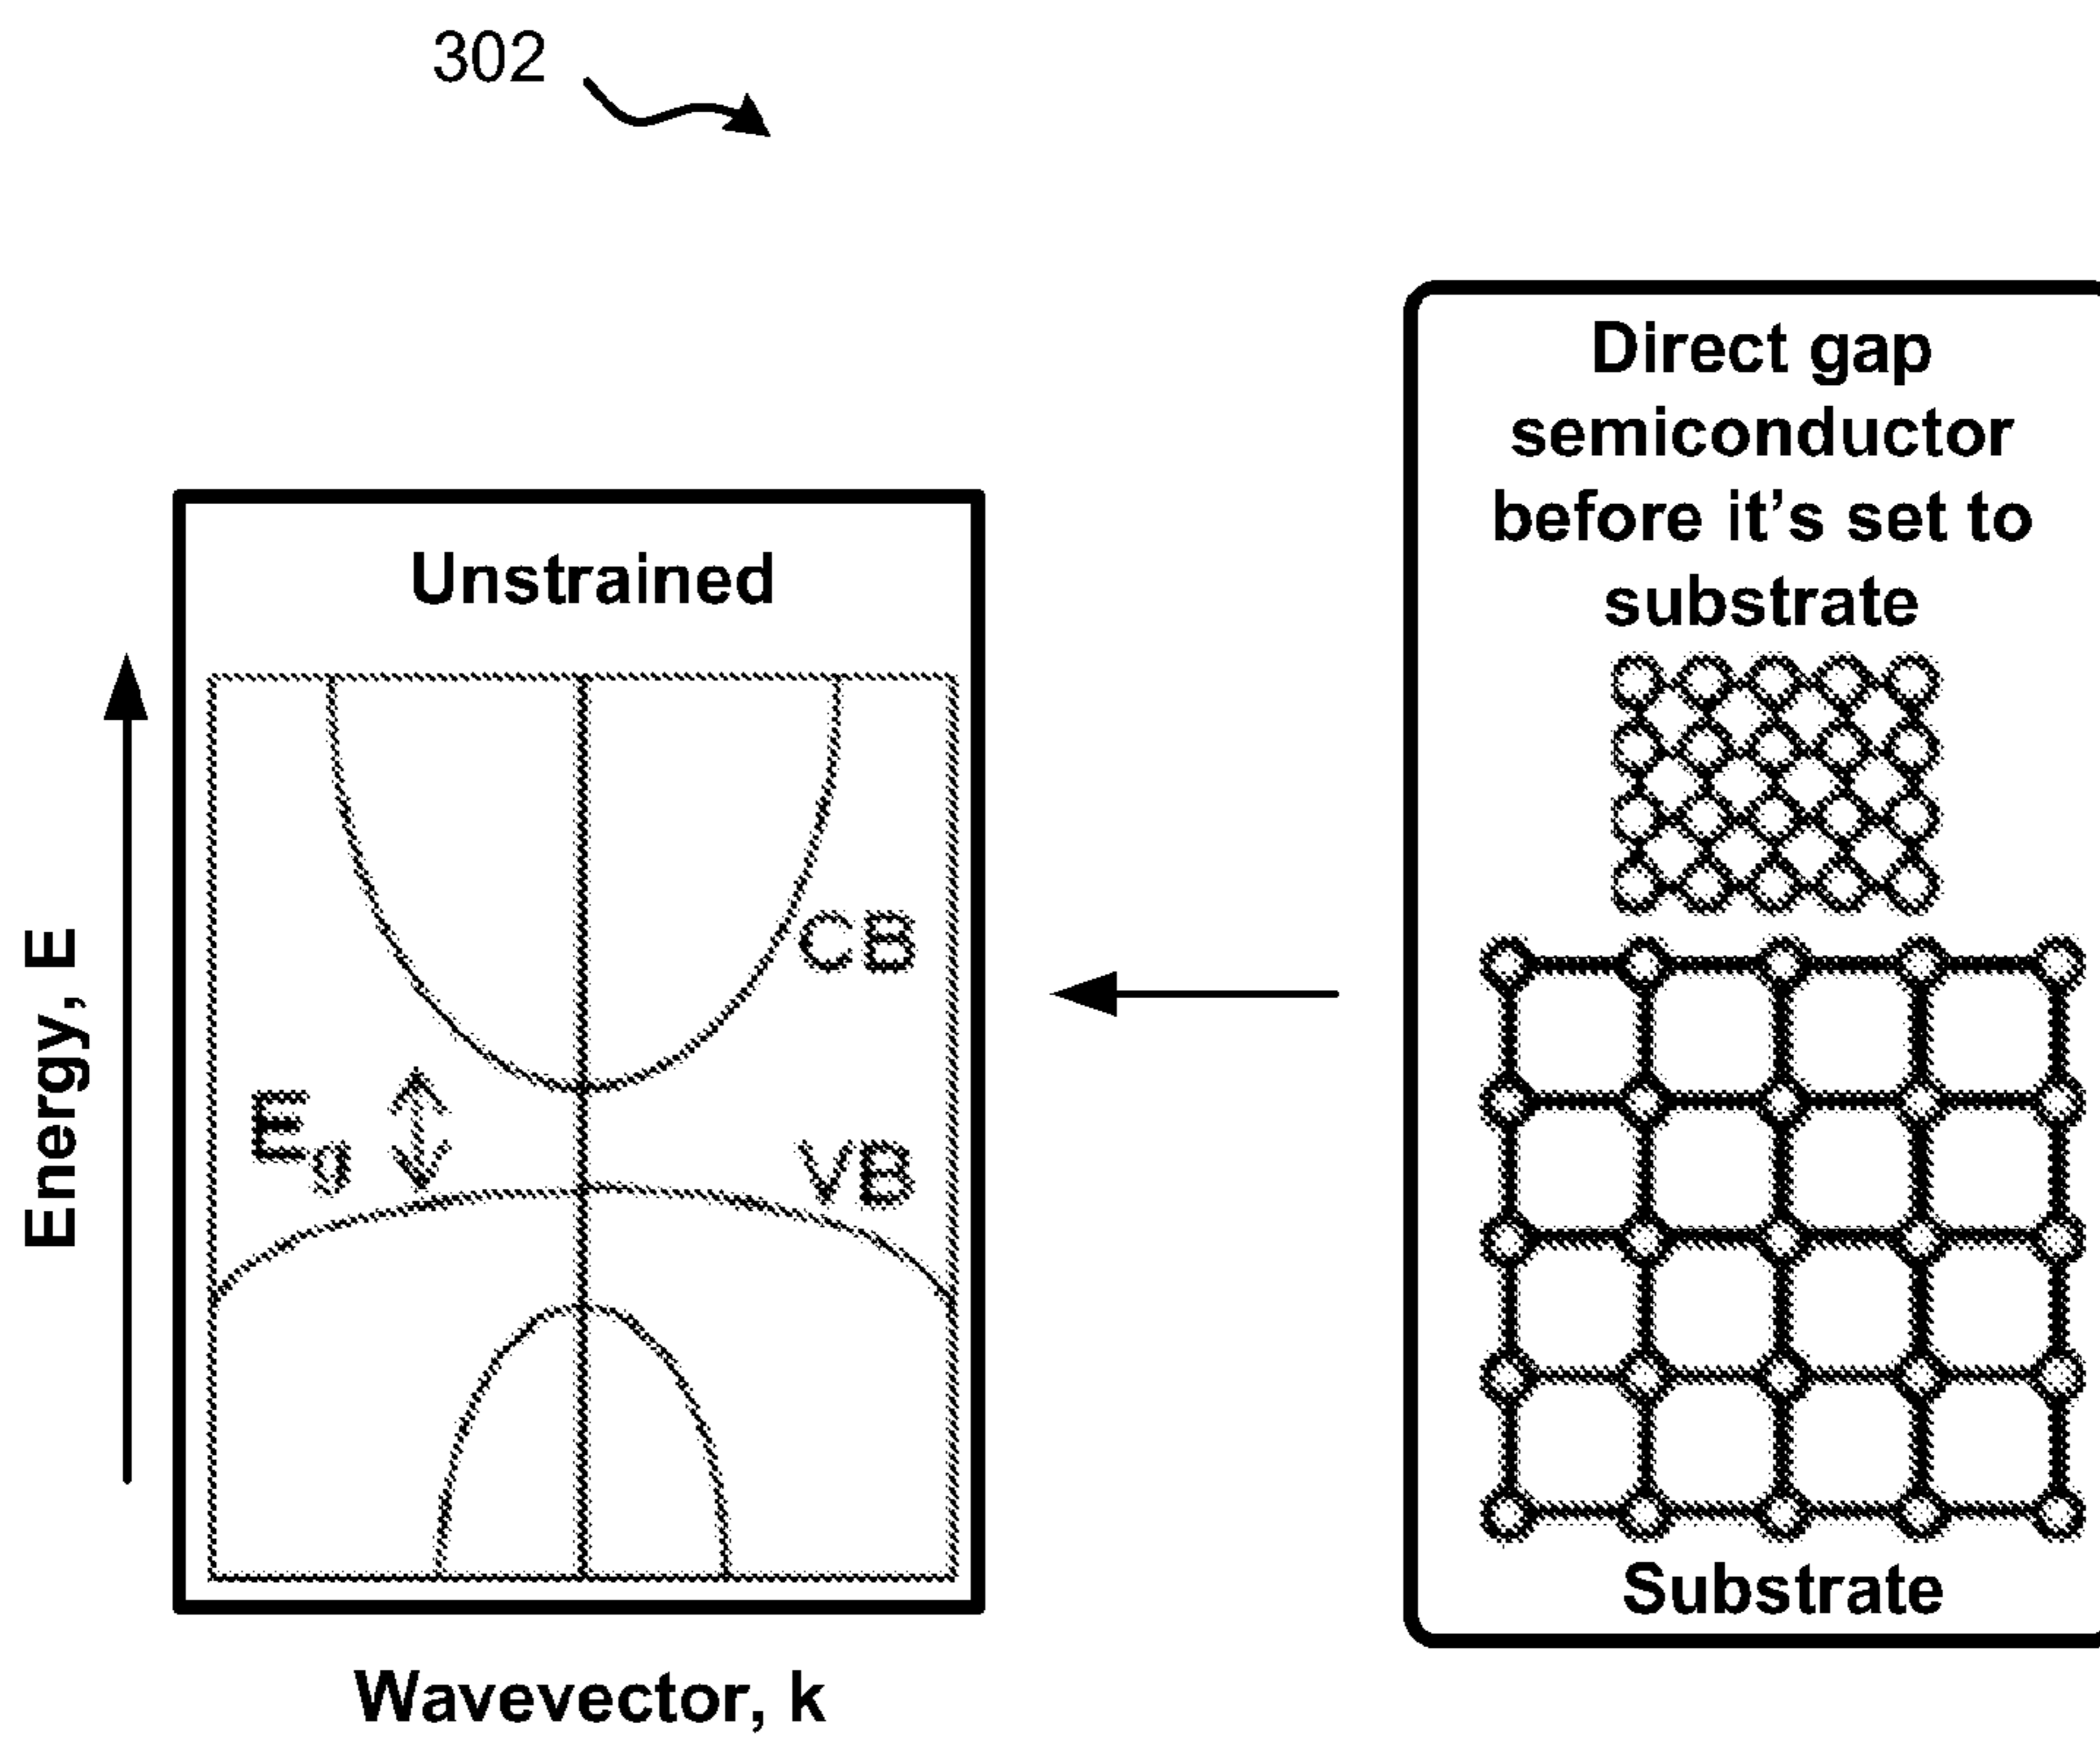 302
Unstrained
CB
Eg
VB
Energy, E
Wavevector, k
Direct gap
semiconductor
before it’s set to
substrate
Substrate